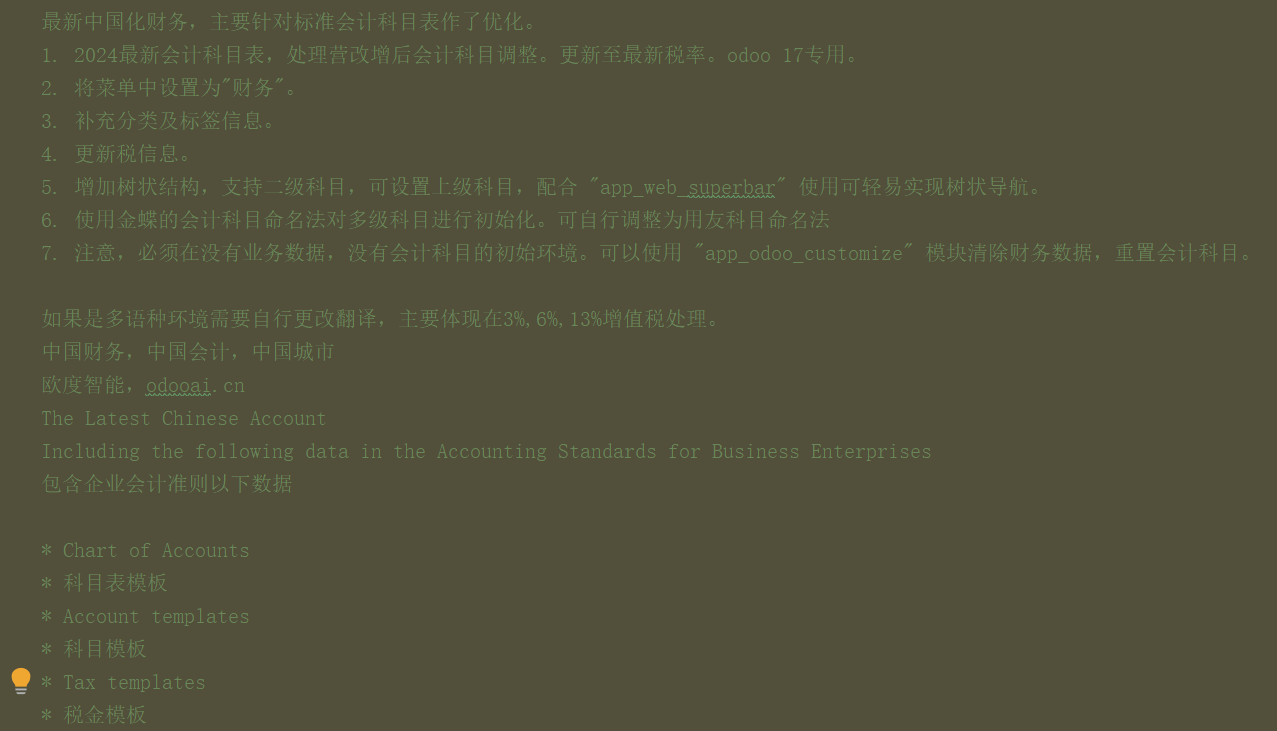 最新中国化财务，主要针对标准会计科目表作了优化。
1. 2024最新会计科目表，处理营改增后会计科目调整。更新至最新税率。odoo 17专用。
2. 将菜单中设置为"财务"。
3. 补充分类及标签信息。
4. 更新税信息。
5. 增加树状结构，支持二级科目，可设置上级科目，配合 "app_web_superbar" 使用可轻易实现树状导航。
6. 使用金蝶的会计科目命名法对多级科目进行初始化。可自行调整为用友科目命名法
7. 注意，必须在没有业务数据，没有会计科目的初始环境。可以使用 "app_odoo_customize" 模块清除财务数据，重置会计科目。
如果是多语种环境需要自行更改翻译，主要体现在3%,6%,13%增值税处理。
中国财务，中国会计，中国城市
欧度智能，odooai.cn
The Latest Chinese Account
Including the following data in the Accounting Standards for Business Enterprises
包含企业会计准则以下数据
* Chart of Accounts
* 科目表模板
* Account templates
* 科目模板
* Tax templates
* 税金模板